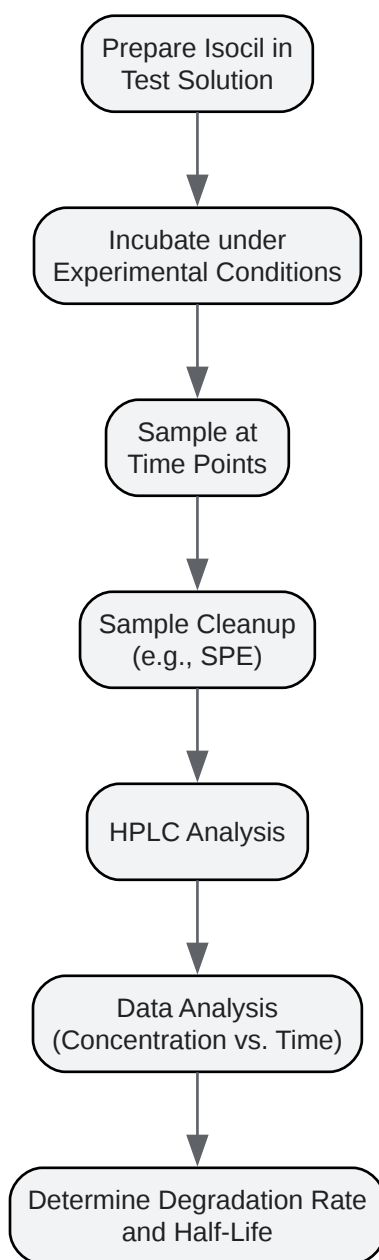 Prepare Isocil in
Test Solution
Incubate under
Experimental Conditions
Sample at
Time Points
Sample Cleanup
(e.g., SPE)
HPLC Analysis
Data Analysis
(Concentration vs. Time)
Determine Degradation Rate
and Half-Life